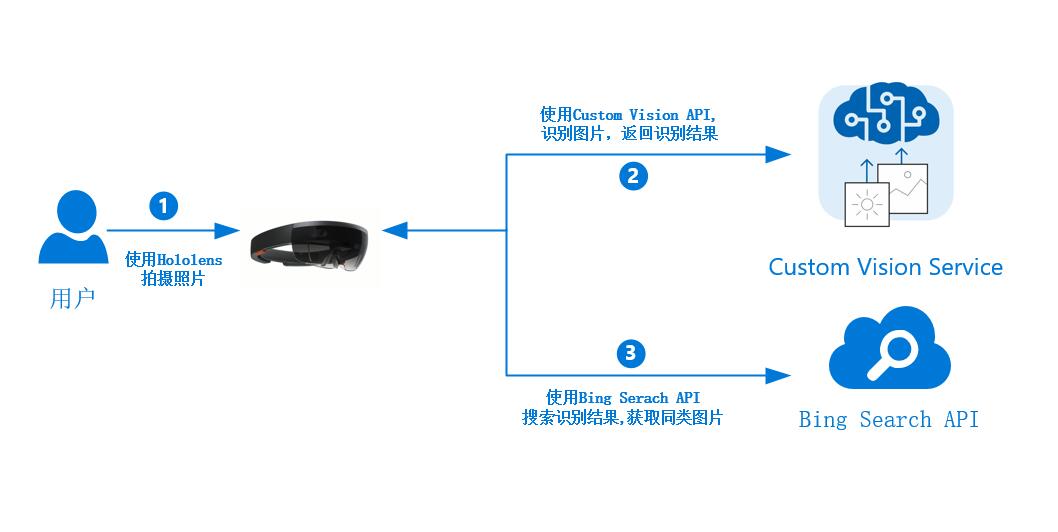 1
使用Hololens
拍摄照片
用户
使用Custom Vision API,
识别图片，返回识别结果
2
Custom Vision Service
3
使用Bing Serach API
搜索识别结果,获取同类图片
Bing Search API